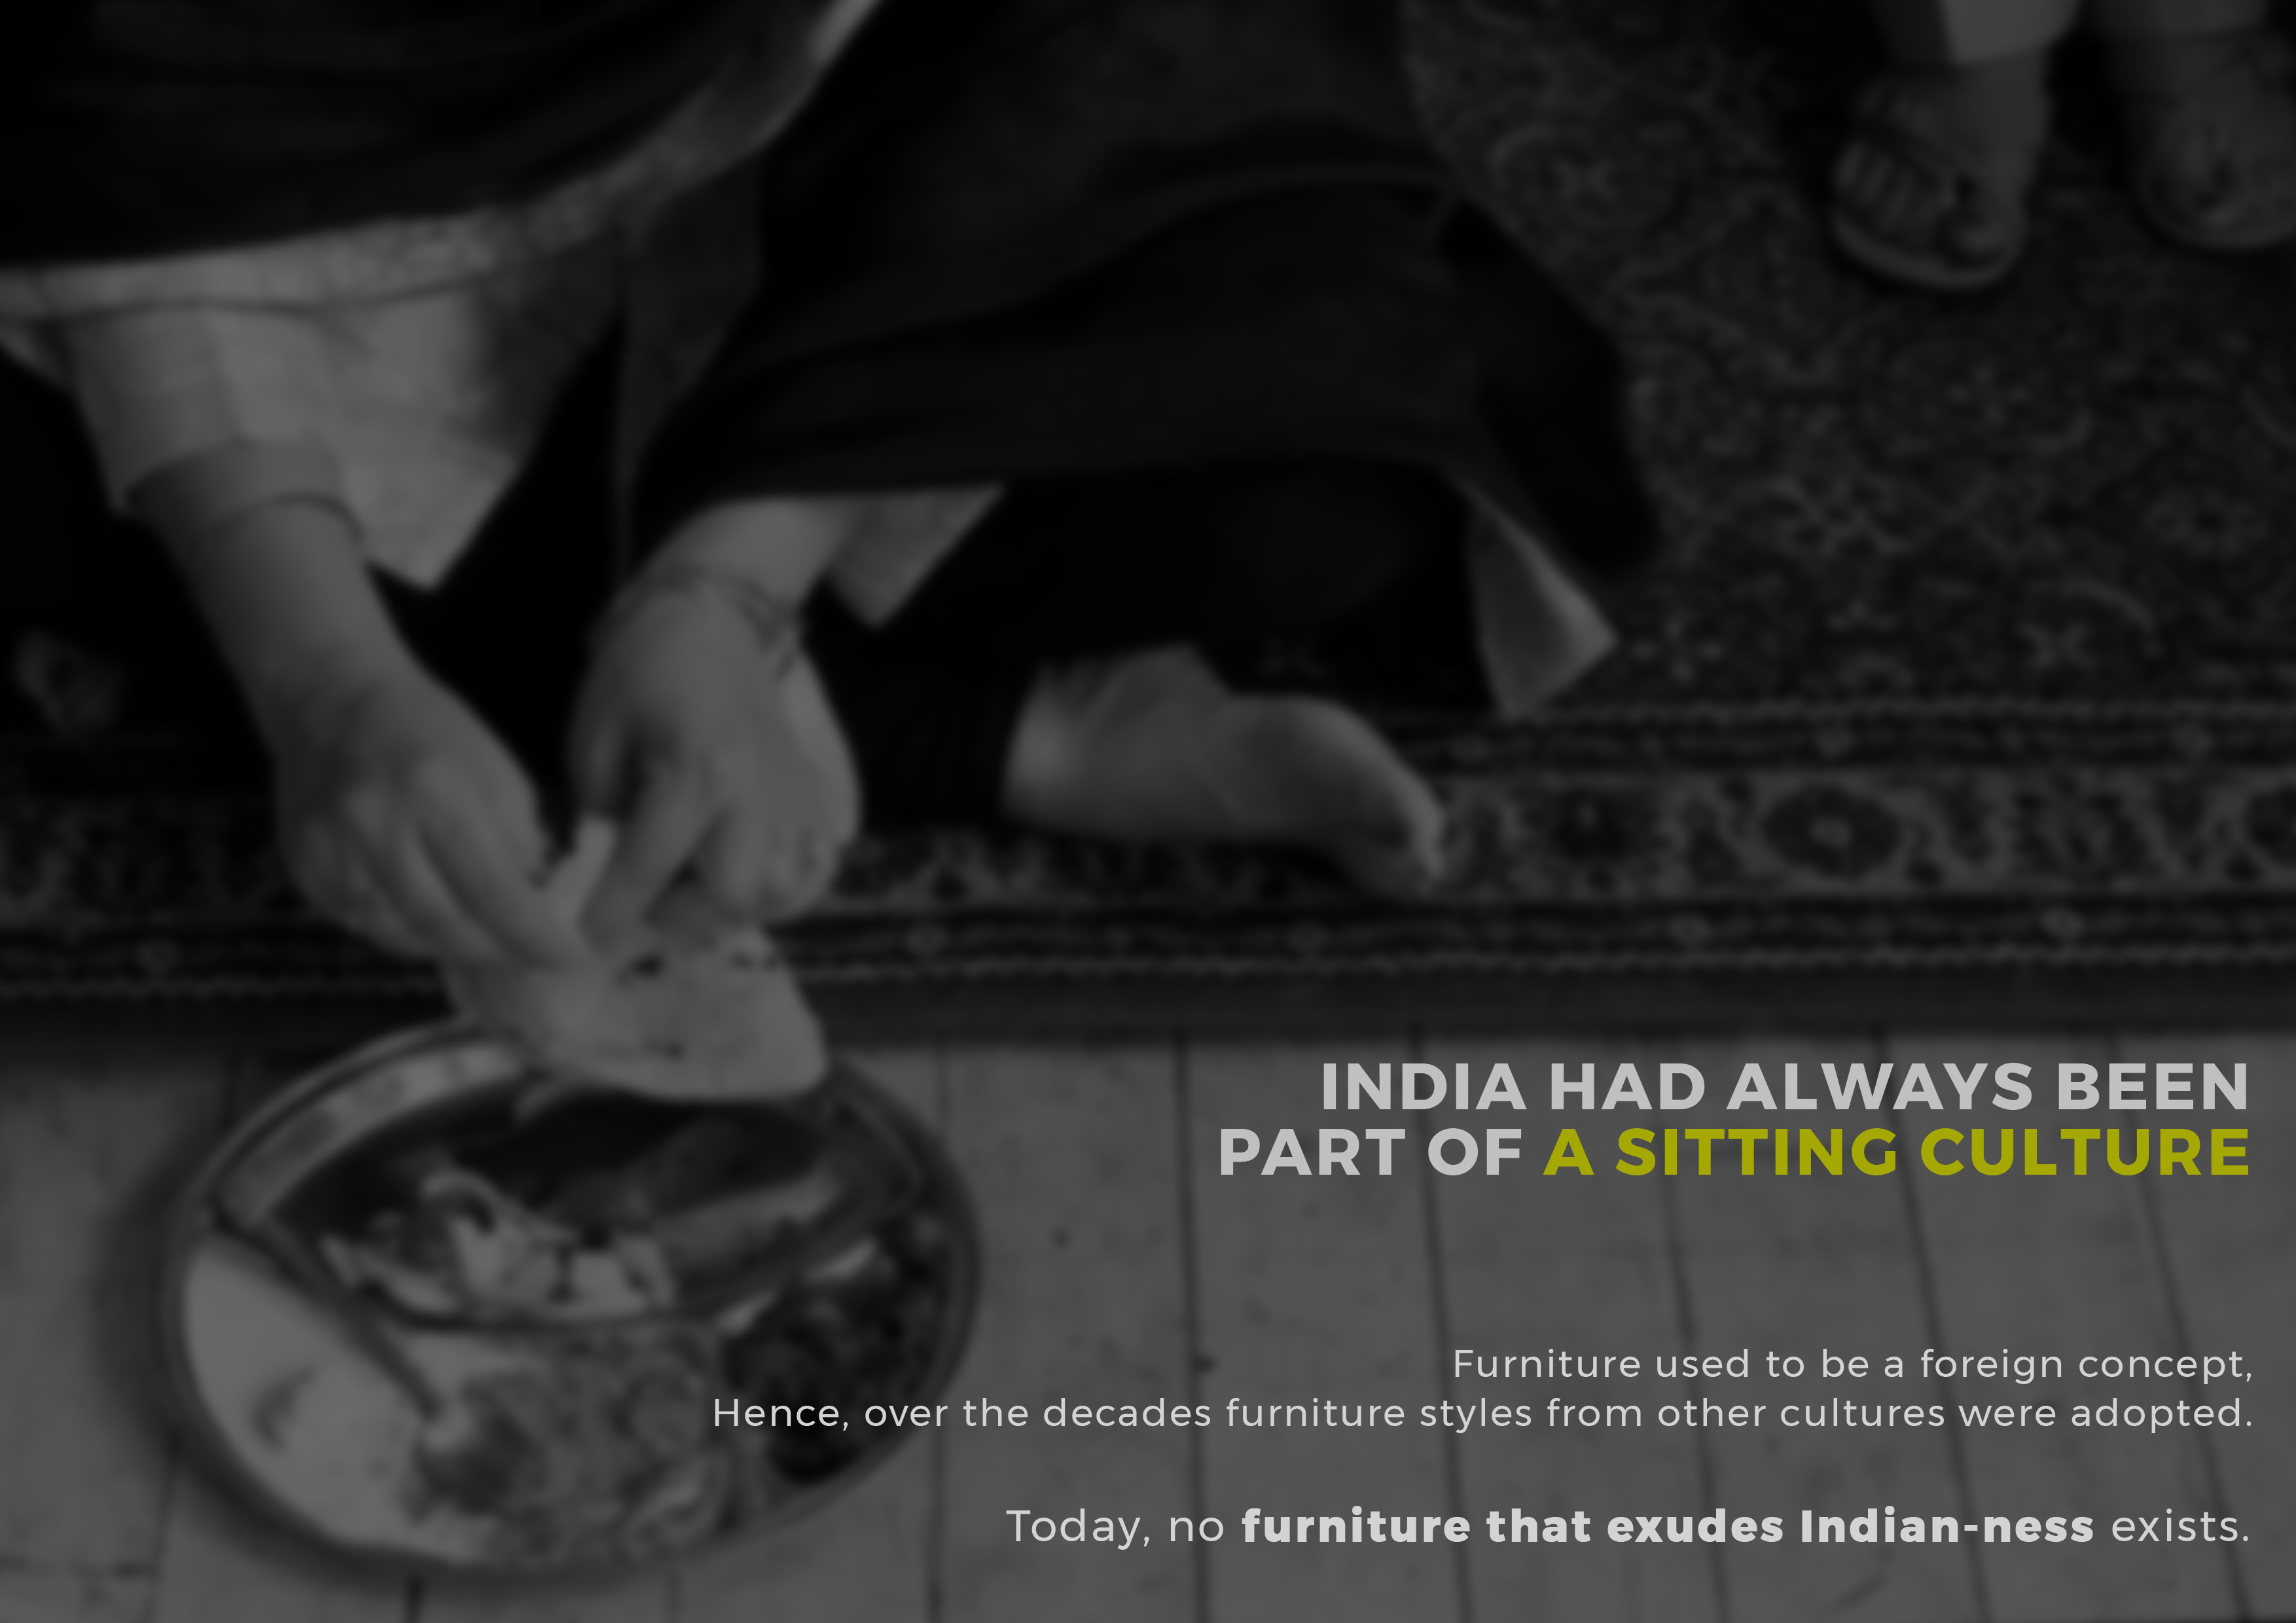 INDIA HAD ALWAYS BEEN
PART OF A SITTING CULTURE
Furniture used to be a foreign concept,
Hence, over the decades furniture styles from other cultures were adopted.
Today, no furniture that exudes Indian-ness exists.